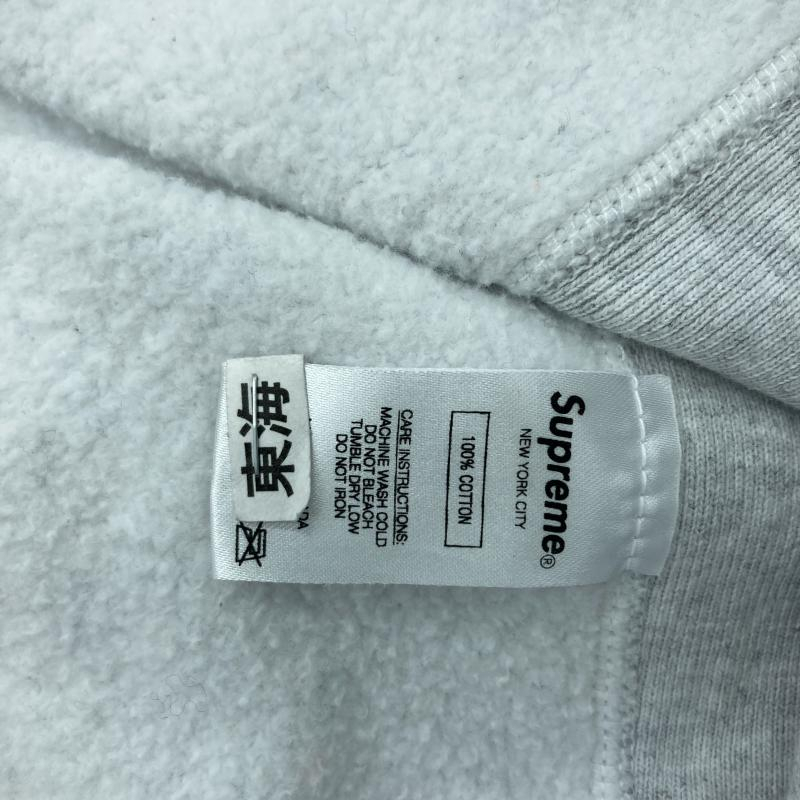 Supreme®
NEW YORK CITY
100% COTTON
CARE INSTRUCTIONS:
MACHINE WASH COLD
DO NOT BLEACH
TUMBLE DRY LOW
DO NOT IRON
東海